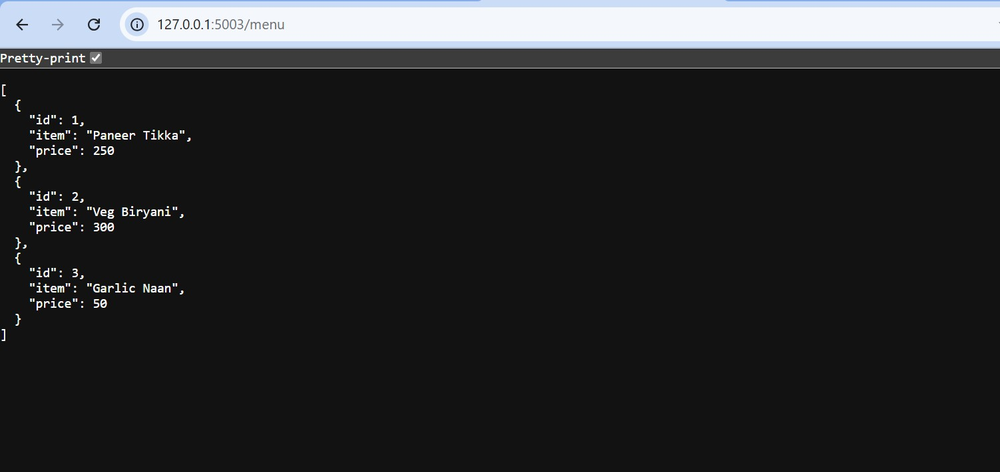 127.0.0.1:5003/menu
Pretty-print
[
  {
    "id": 1,
    "item": "Paneer Tikka",
    "price": 250
  },
  {
    "id": 2,
    "item": "Veg Biryani",
    "price": 300
  },
  {
    "id": 3,
    "item": "Garlic Naan",
    "price": 50
  }
]